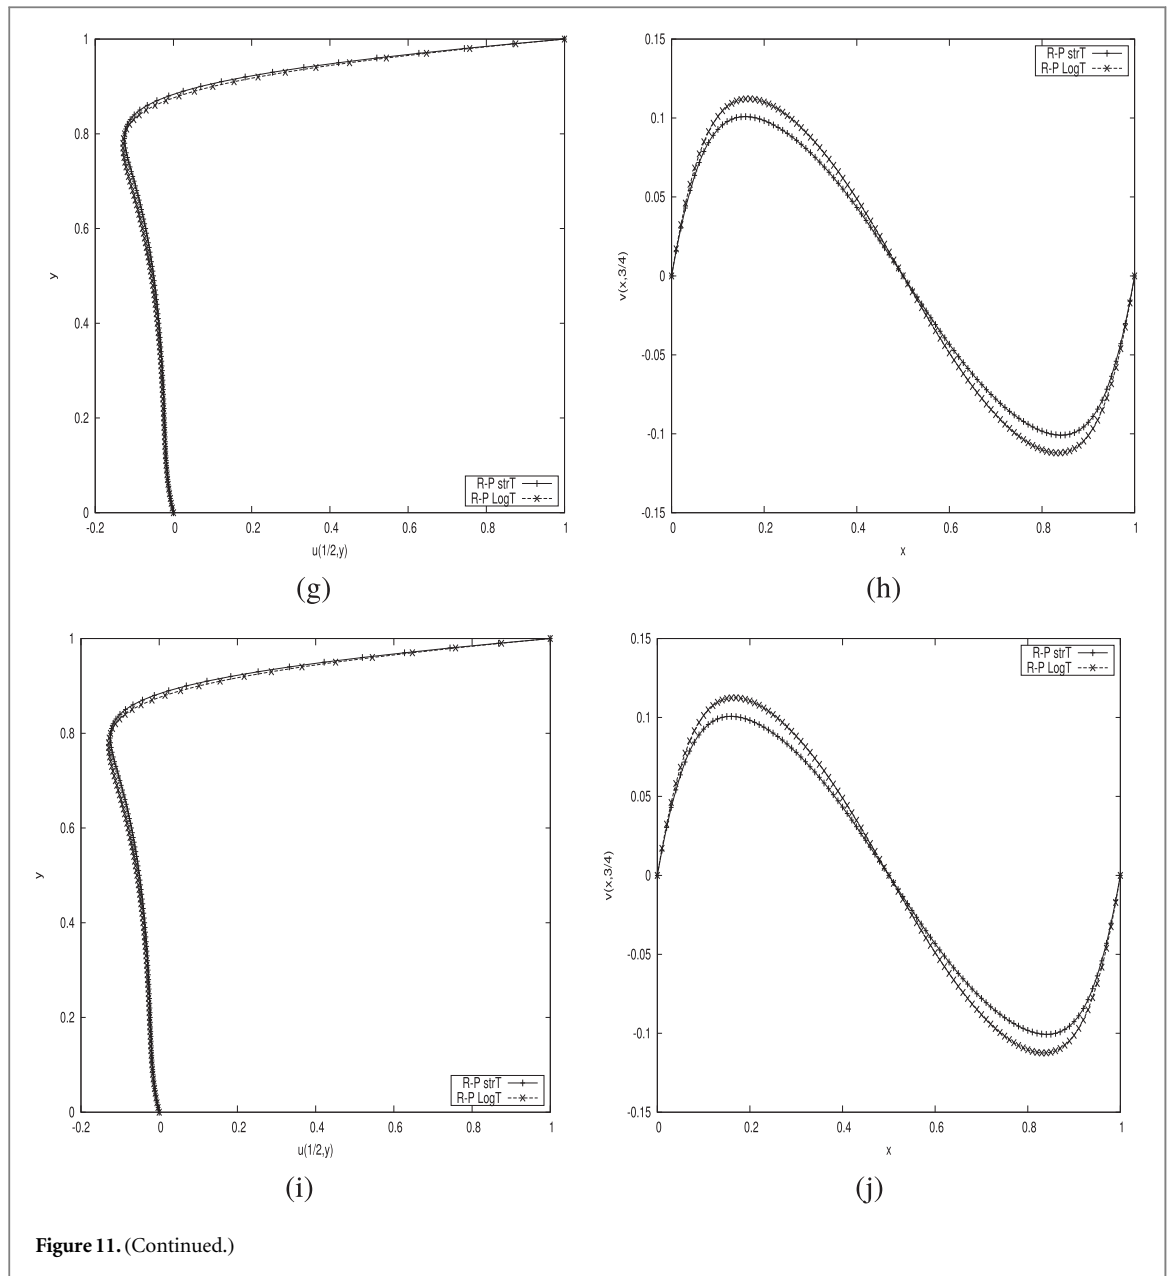 1
0.8
0.6
0.4
0.2
0
y
-0.2 0 0.2 0.4 0.6 0.8 1
u(1/2,y)
R-P strT
R-P LogT
(g)
0.15
0.1
0.05
0
-0.05
-0.1
-0.15
v(x,3/4)
0 0.2 0.4 0.6 0.8 1
x
R-P strT
R-P LogT
(h)
1
0.8
0.6
0.4
0.2
0
y
-0.2 0 0.2 0.4 0.6 0.8 1
u(1/2,y)
R-P strT
R-P LogT
(i)
0.15
0.1
0.05
0
-0.05
-0.1
-0.15
v(x,3/4)
0 0.2 0.4 0.6 0.8 1
x
R-P strT
R-P LogT
(j)
Figure 11. (Continued.)